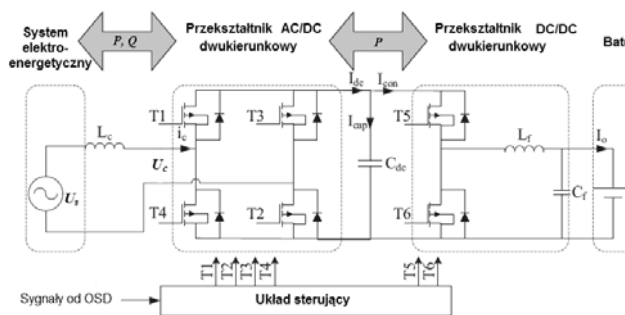 System
elektro-
energetyczny
P, Q
Przekształtnik AC/DC
dwukierunkowy
P
Przekształtnik DC/DC
dwukierunkowy
Bate
I_dc
I_con
T1
T3
T5
L_c
i_c
I_cap
L_f
I_o
U_c
C_dc
U_s
T4
T2
T6
C_f
T1
T2
T3
T4
T5
T6
Sygnały od OSD
Układ sterujący